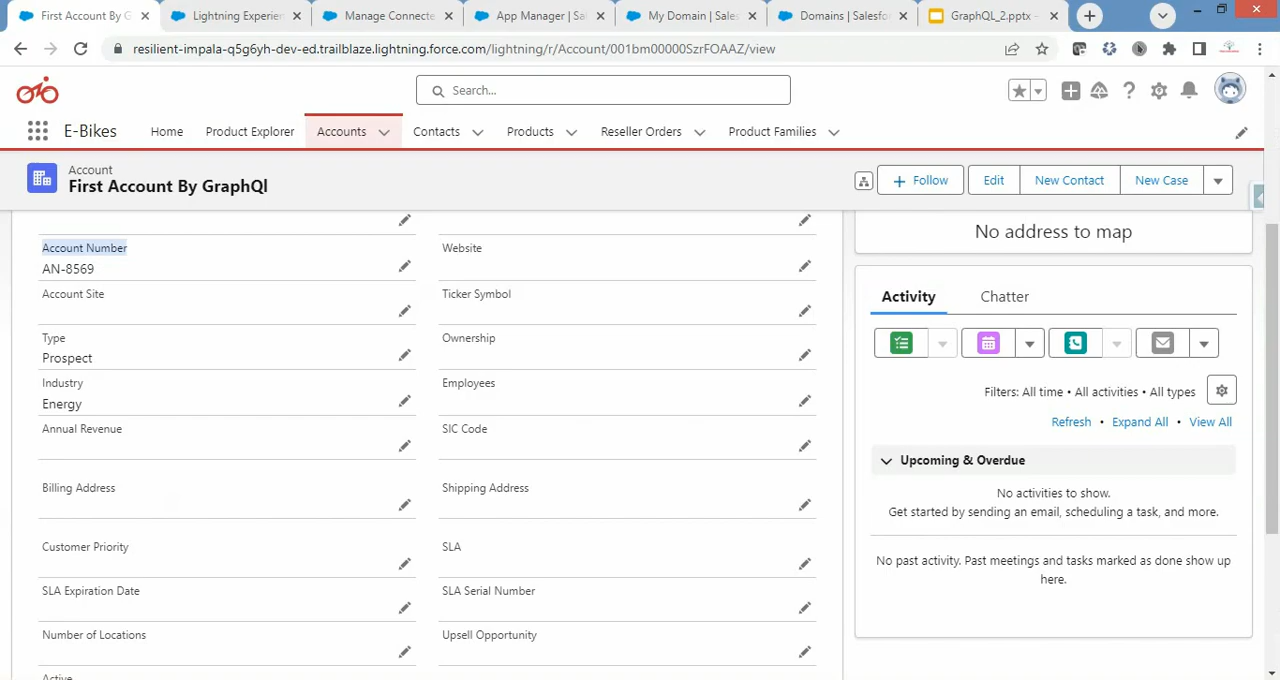 First Account By G
Lightning Experien
Manage Connecte
App Manager | Sa
My Domain | Sales
Domains | Salesfo
GraphQL_2.pptx -
resilient-impala-q5g6yh-dev-ed.trailblaze.lightning.force.com/lightning/r/Account/001bm00000SzrFOAAZ/view
Search...
E-Bikes
Home
Product Explorer
Accounts
Contacts
Products
Reseller Orders
Product Families
Account
First Account By GraphQl
Follow
Edit
New Contact
New Case
Account Number
AN-8569
Website
Account Site
Ticker Symbol
Type
Prospect
Ownership
Industry
Energy
Employees
Annual Revenue
SIC Code
Billing Address
Shipping Address
Customer Priority
SLA
SLA Expiration Date
SLA Serial Number
Number of Locations
Upsell Opportunity
Active
No address to map
Activity
Chatter
Filters: All time • All activities • All types
Refresh • Expand All • View All
Upcoming & Overdue
No activities to show.
Get started by sending an email, scheduling a task, and more.
No past activity. Past meetings and tasks marked as done show up
here.